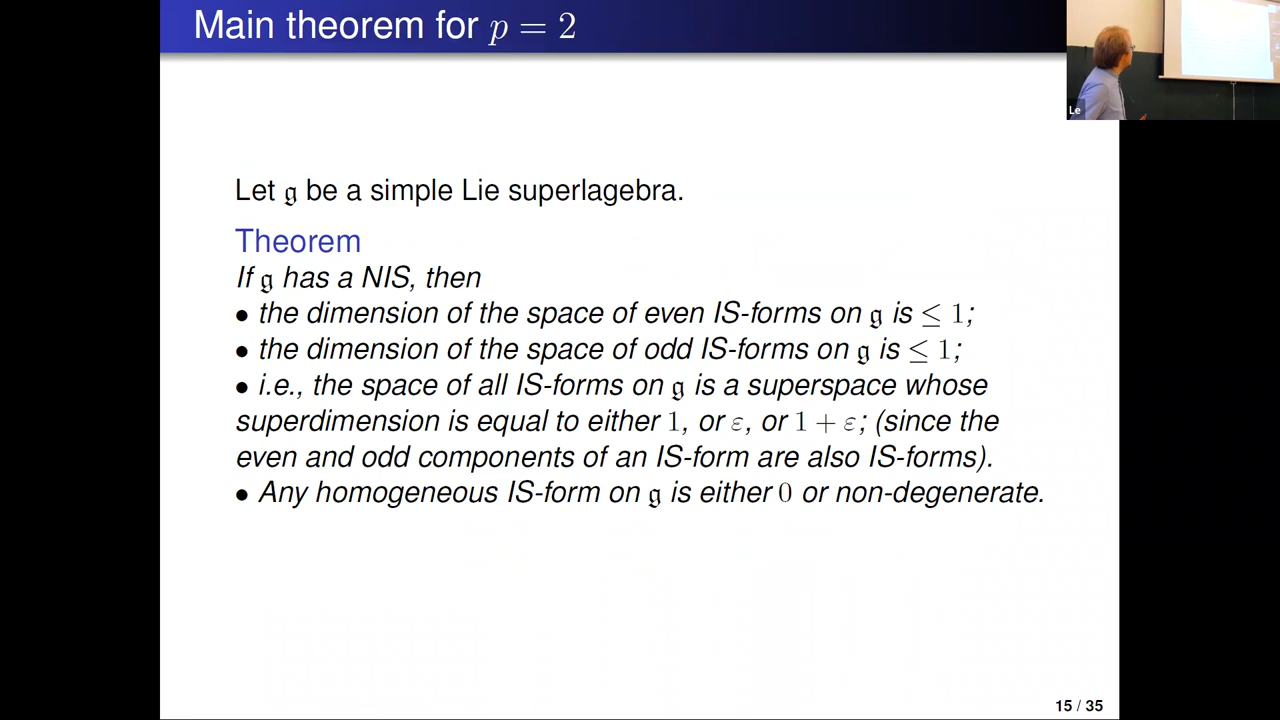 Main theorem for p = 2
Le
Let 𝔤 be a simple Lie superlagebra.
Theorem
If 𝔤 has a NIS, then
• the dimension of the space of even IS-forms on 𝔤 is ≤ 1;
• the dimension of the space of odd IS-forms on 𝔤 is ≤ 1;
• i.e., the space of all IS-forms on 𝔤 is a superspace whose
superdimension is equal to either 1, or ε, or 1 + ε; (since the
even and odd components of an IS-form are also IS-forms).
• Any homogeneous IS-form on 𝔤 is either 0 or non-degenerate.
15 / 35